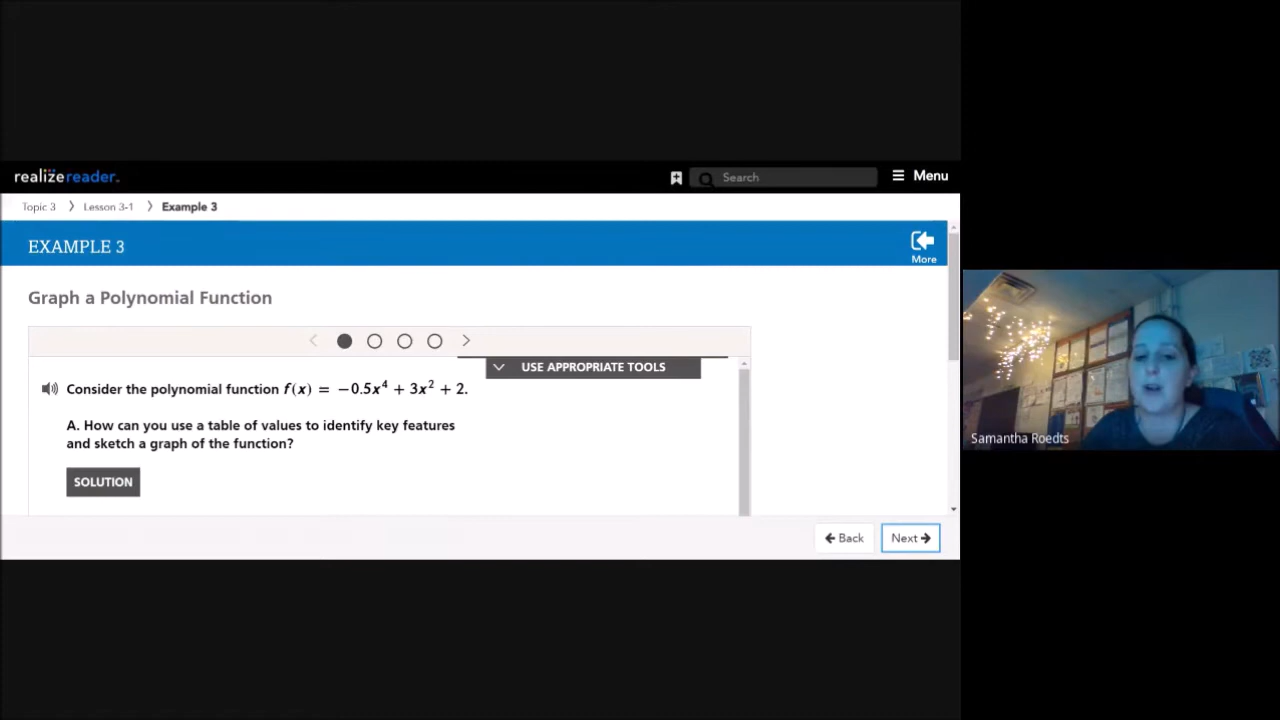 realizereader.
Search
Menu
Topic 3 > Lesson 3-1 > Example 3
EXAMPLE 3
More
Graph a Polynomial Function
USE APPROPRIATE TOOLS
Consider the polynomial function f(x) = −0.5x⁴ + 3x² + 2.
A. How can you use a table of values to identify key features
and sketch a graph of the function?
SOLUTION
Back
Next
Samantha Roedts